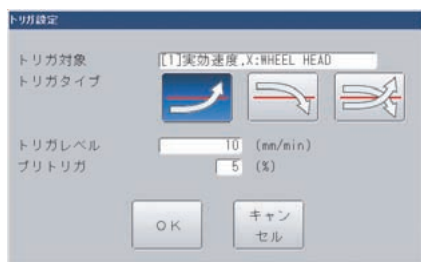 トリガ設定
トリガ対象 [1]実効速度,X:WHEEL HEAD
トリガタイプ
トリガレベル 10 (mm/min)
プリトリガ 5 (%)
OK キャンセル